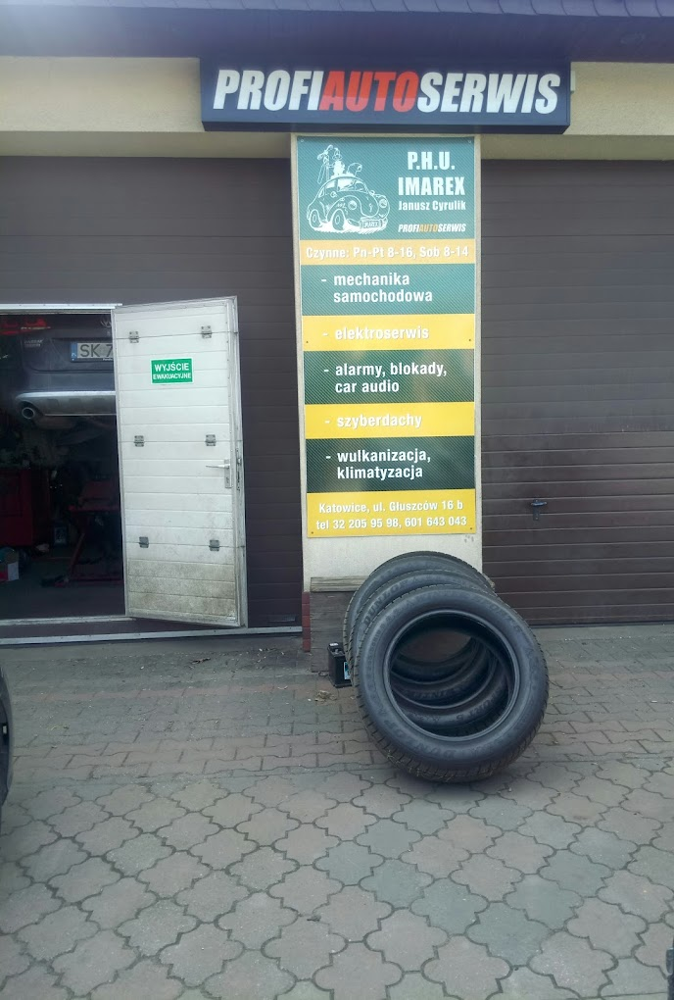 PROFIAUTOSERWIS
P.H.U.
IMAREX
Janusz Cyrulik
IMAREX
PROFIAUTOSERWIS
Czynne: Pn-Pt 8-16, Sob 8-14
- mechanika
samochodowa
- elektroserwis
- alarmy, blokady,
car audio
- szyberdachy
- wulkanizacja,
klimatyzacja
Katowice, ul. Głuszców 16 b
tel 32 205 95 98, 601 643 043
WYJŚCIE
EWAKUACYJNE
SK 7